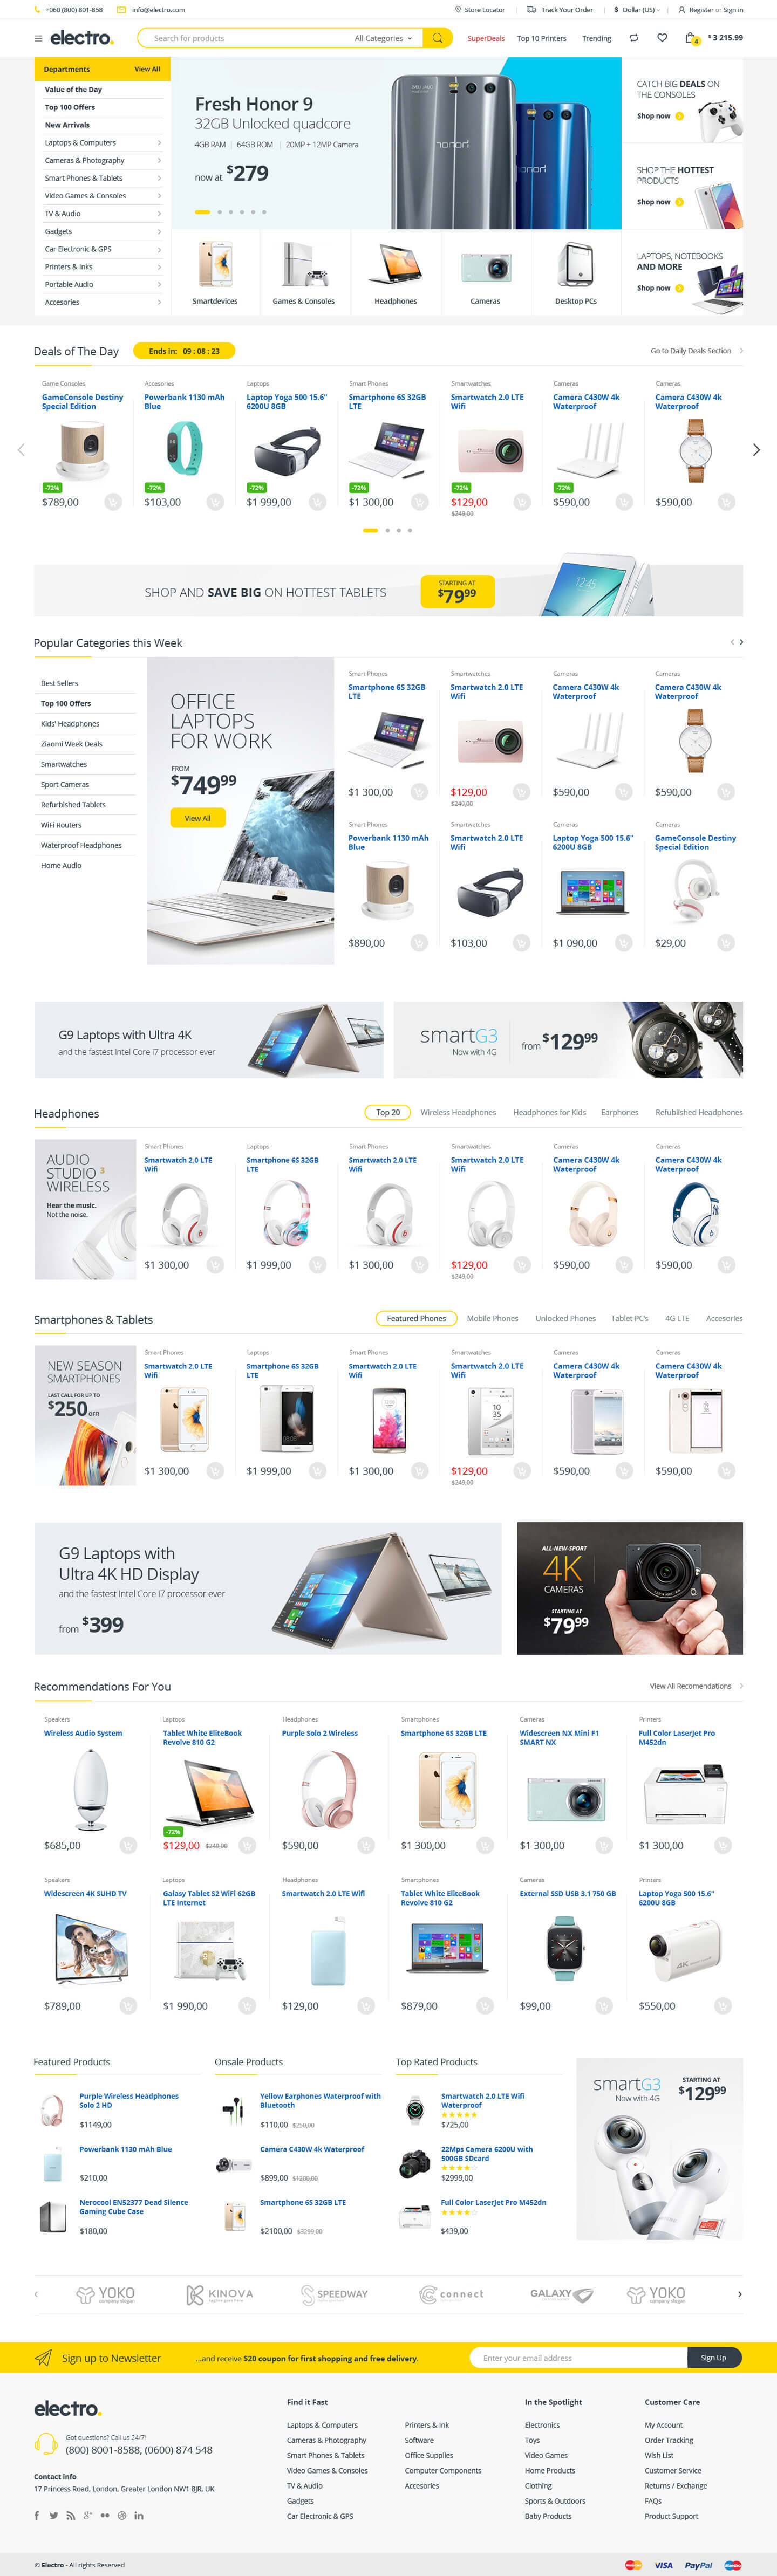 +060 (800) 801-858
info@electro.com
Store Locator
Track Your Order
$ Dollar (US)
Register or Sign in
electro.
Search for products
All Categories
SuperDeals
Top 10 Printers
Trending
4
$ 3 215.99
Departments
View All
Value of the Day
Top 100 Offers
New Arrivals
Laptops & Computers
Cameras & Photography
Smart Phones & Tablets
Video Games & Consoles
TV & Audio
Gadgets
Car Electronic & GPS
Printers & Inks
Portable Audio
Accesories
Fresh Honor 9
32GB Unlocked quadcore
4GB RAM | 64GB ROM | 20MP + 12MP Camera
now at $279
honor
honor
CATCH BIG DEALS ON
THE CONSOLES
Shop now
SHOP THE HOTTEST
PRODUCTS
Shop now
LAPTOPS, NOTEBOOKS
AND MORE
Shop now
Smartdevices
Games & Consoles
Headphones
Cameras
Desktop PCs
Deals of The Day
Ends in: 09 : 08 : 23
Go to Daily Deals Section
Game Consoles
GameConsole Destiny
Special Edition
-72%
$789,00
Accesories
Powerbank 1130 mAh
Blue
-72%
$103,00
Laptops
Laptop Yoga 500 15.6"
6200U 8GB
-72%
$1 999,00
Smart Phones
Smartphone 6S 32GB
LTE
-72%
$1 300,00
Smartwatches
Smartwatch 2.0 LTE
Wifi
-72%
$129,00
$249,00
Cameras
Camera C430W 4k
Waterproof
-72%
$590,00
Cameras
Camera C430W 4k
Waterproof
$590,00
SHOP AND SAVE BIG ON HOTTEST TABLETS
STARTING AT
$7999
12:45
Popular Categories this Week
Best Sellers
Top 100 Offers
Kids' Headphones
Ziaomi Week Deals
Smartwatches
Sport Cameras
Refurbished Tablets
WiFi Routers
Waterproof Headphones
Home Audio
OFFICE
LAPTOPS
FOR WORK
FROM
$74999
View All
Smart Phones
Smartphone 6S 32GB
LTE
$1 300,00
Smartwatches
Smartwatch 2.0 LTE
Wifi
$129,00
$249,00
Cameras
Camera C430W 4k
Waterproof
$590,00
Cameras
Camera C430W 4k
Waterproof
$590,00
Smart Phones
Powerbank 1130 mAh
Blue
$890,00
Smartwatches
Smartwatch 2.0 LTE
Wifi
$103,00
Cameras
Laptop Yoga 500 15.6"
6200U 8GB
$1 090,00
Cameras
GameConsole Destiny
Special Edition
$29,00
G9 Laptops with Ultra 4K
and the fastest Intel Core i7 processor ever
smartG3
Now with 4G
from $12999
Headphones
Top 20
Wireless Headphones
Headphones for Kids
Earphones
Refublished Headphones
AUDIO
STUDIO 3
WIRELESS
Hear the music.
Not the noise.
Smart Phones
Smartwatch 2.0 LTE
Wifi
$1 300,00
Laptops
Smartphone 6S 32GB
LTE
$1 999,00
Smart Phones
Smartwatch 2.0 LTE
Wifi
$1 300,00
Smartwatches
Smartwatch 2.0 LTE
Wifi
$129,00
$249,00
Cameras
Camera C430W 4k
Waterproof
$590,00
Cameras
Camera C430W 4k
Waterproof
$590,00
Smartphones & Tablets
Featured Phones
Mobile Phones
Unlocked Phones
Tablet PC's
4G LTE
Accesories
NEW SEASON
SMARTPHONES
LAST CALL FOR UP TO
$250 OFF!
Smart Phones
Smartwatch 2.0 LTE
Wifi
$1 300,00
Laptops
Smartphone 6S 32GB
LTE
$1 999,00
Smart Phones
Smartwatch 2.0 LTE
Wifi
$1 300,00
Smartwatches
Smartwatch 2.0 LTE
Wifi
10
35
$129,00
$249,00
Cameras
Camera C430W 4k
Waterproof
$590,00
Cameras
Camera C430W 4k
Waterproof
$590,00
G9 Laptops with
Ultra 4K HD Display
and the fastest Intel Core i7 processor ever
from $399
ALL-NEW-SPORT
4K
CAMERAS
STARTING AT
$7999
Recommendations For You
View All Recomendations
Speakers
Wireless Audio System
$685,00
Laptops
Tablet White EliteBook
Revolve 810 G2
-72%
$129,00 $249,00
Headphones
Purple Solo 2 Wireless
$590,00
Smartphones
Smartphone 6S 32GB LTE
$1 300,00
Cameras
Widescreen NX Mini F1
SMART NX
$1 300,00
Printers
Full Color LaserJet Pro
M452dn
$1 300,00
Speakers
Widescreen 4K SUHD TV
$789,00
Laptops
Galasy Tablet S2 WiFi 62GB
LTE Internet
$1 990,00
Headphones
Smartwatch 2.0 LTE Wifi
$129,00
Smartphones
Tablet White EliteBook
Revolve 810 G2
$879,00
Cameras
External SSD USB 3.1 750 GB
$99,00
Printers
Laptop Yoga 500 15.6"
6200U 8GB
4K
$550,00
Featured Products
Purple Wireless Headphones
Solo 2 HD
$1149,00
Powerbank 1130 mAh Blue
$210,00
Nerocool EN52377 Dead Silence
Gaming Cube Case
$180,00
Onsale Products
Yellow Earphones Waterproof with
Bluetooth
$110,00 $250,00
Camera C430W 4k Waterproof
$899,00 $1200,00
Smartphone 6S 32GB LTE
$2100,00 $3299,00
Top Rated Products
Smartwatch 2.0 LTE Wifi
Waterproof
$725,00
22Mps Camera 6200U with
500GB SDcard
$2999,00
Full Color LaserJet Pro M452dn
$439,00
smartG3
Now with 4G
STARTING AT
$12999
YOKO
company slogan
KINOVA
SPEEDWAY
connect
GALAXY
YOKO
company slogan
Sign up to Newsletter
...and receive $20 coupon for first shopping and free delivery.
Enter your email address
Sign Up
electro.
Got questions? Call us 24/7!
(800) 8001-8588, (0600) 874 548
Contact info
17 Princess Road, London, Greater London NW1 8JR, UK
Find it Fast
Laptops & Computers
Cameras & Photography
Smart Phones & Tablets
Video Games & Consoles
TV & Audio
Gadgets
Car Electronic & GPS
Printers & Ink
Software
Office Supplies
Computer Components
Accesories
In the Spotlight
Electronics
Toys
Video Games
Home Products
Clothing
Sports & Outdoors
Baby Products
Customer Care
My Account
Order Tracking
Wish List
Customer Service
Returns / Exchange
FAQs
Product Support
© Electro - All rights Reserved
VISA
PayPal